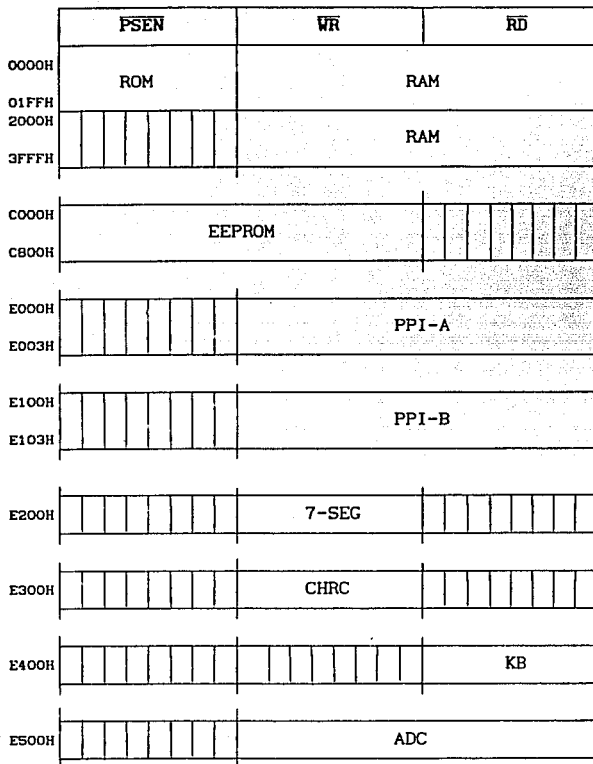 PSEN WR RD
0000H
ROM RAM
01FFH
2000H
RAM
3FFFH
C000H
EEPROM
C800H
E000H
PPI-A
E003H
E100H
PPI-B
E103H
E200H 7-SEG
E300H CHRC
E400H KB
E500H ADC